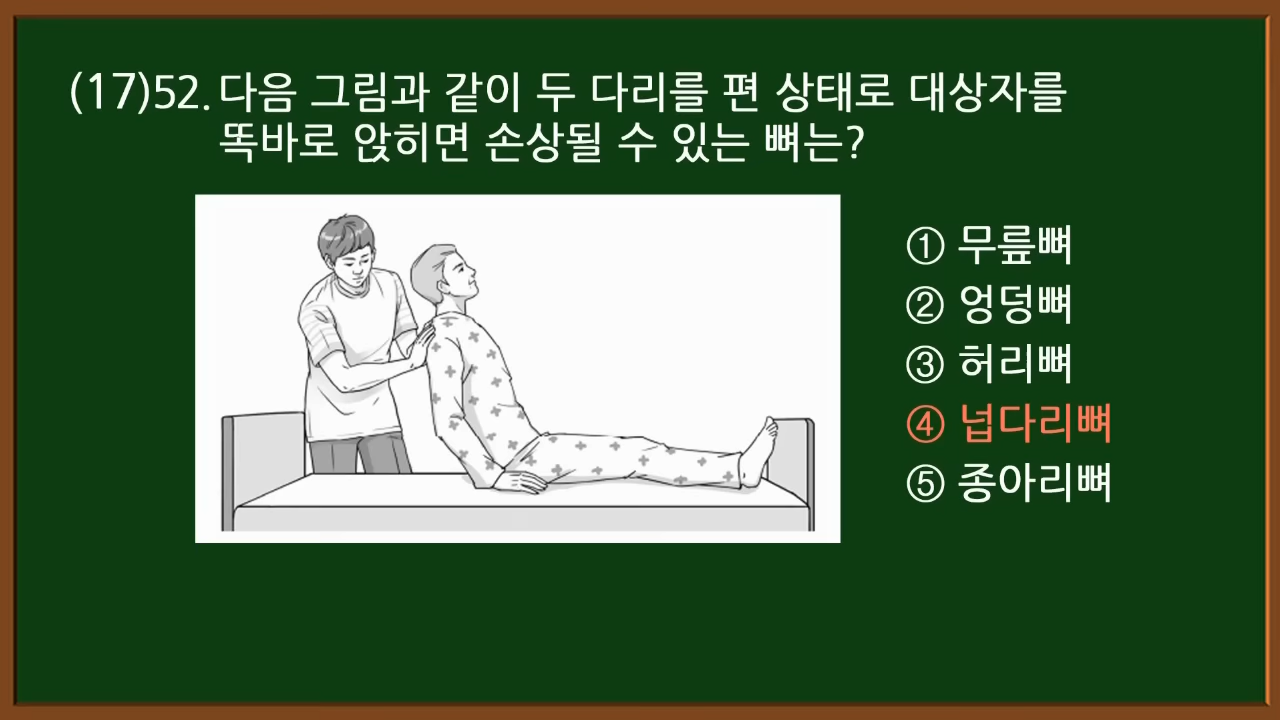 (17)52. 다음 그림과 같이 두 다리를 편 상태로 대상자를
똑바로 앉히면 손상될 수 있는 뼈는?
① 무릎뼈
② 엉덩뼈
③ 허리뼈
④ 넙다리뼈
⑤ 종아리뼈